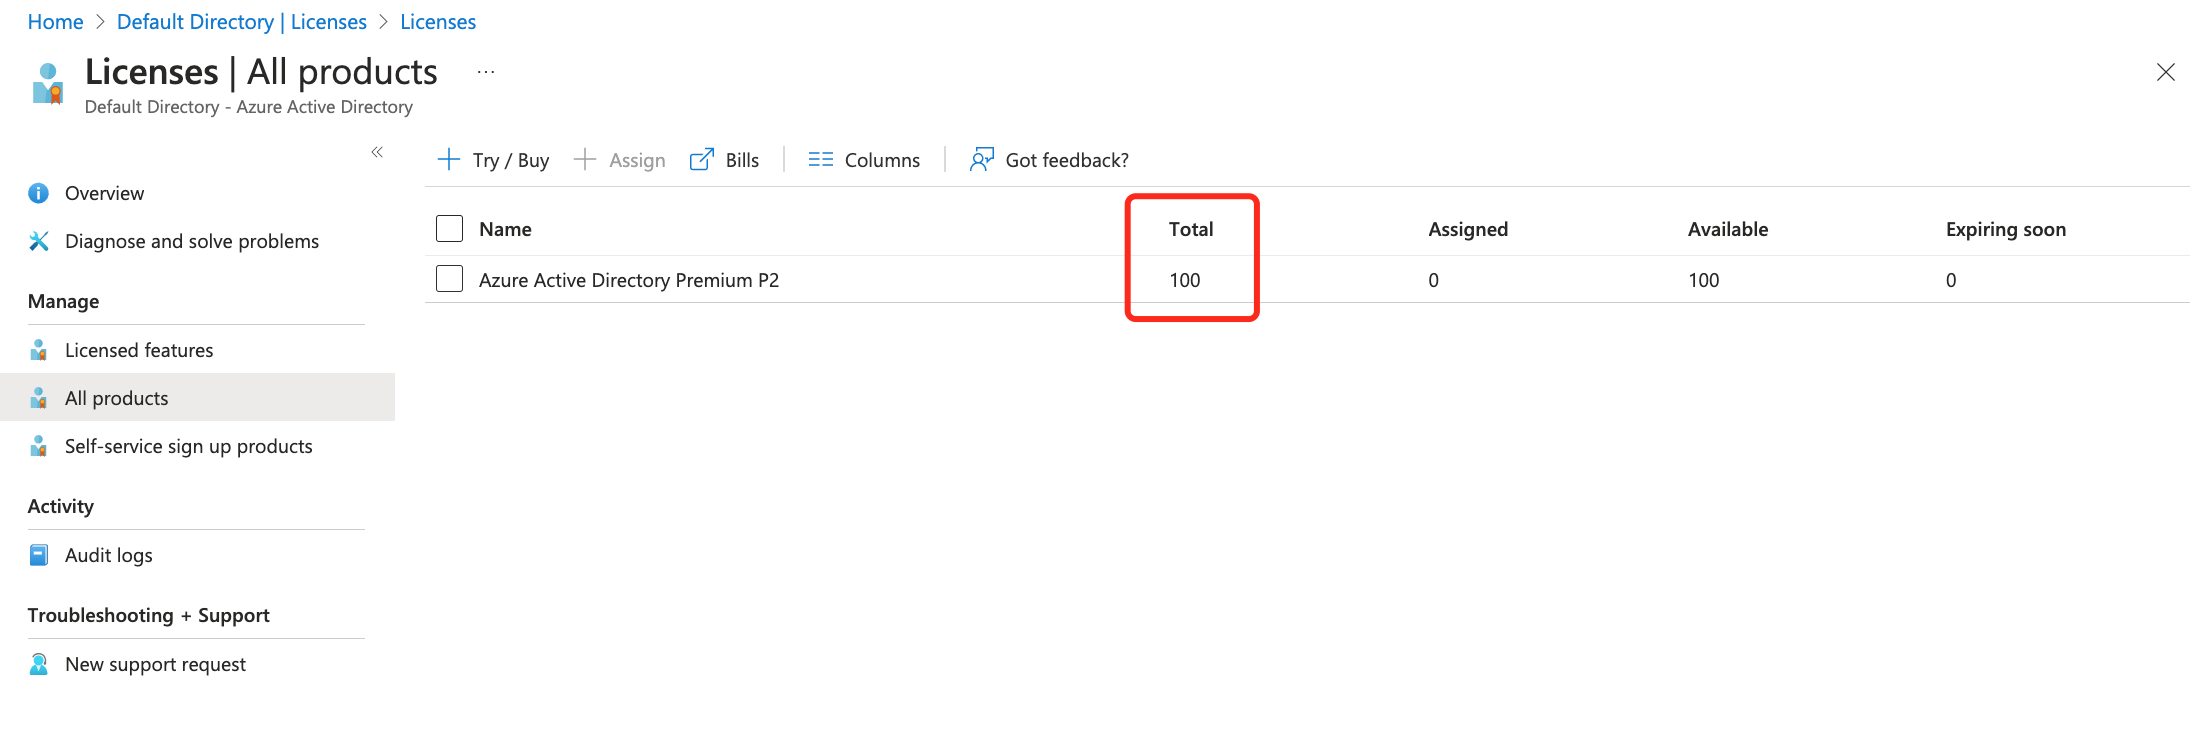 Home > Default Directory | Licenses > Licenses
Licenses | All products ...
Default Directory - Azure Active Directory
«
Overview
Diagnose and solve problems
Manage
Licensed features
All products
Self-service sign up products
Activity
Audit logs
Troubleshooting + Support
New support request
Try / Buy Assign Bills Columns Got feedback?
Name Total Assigned Available Expiring soon
Azure Active Directory Premium P2 100 0 100 0